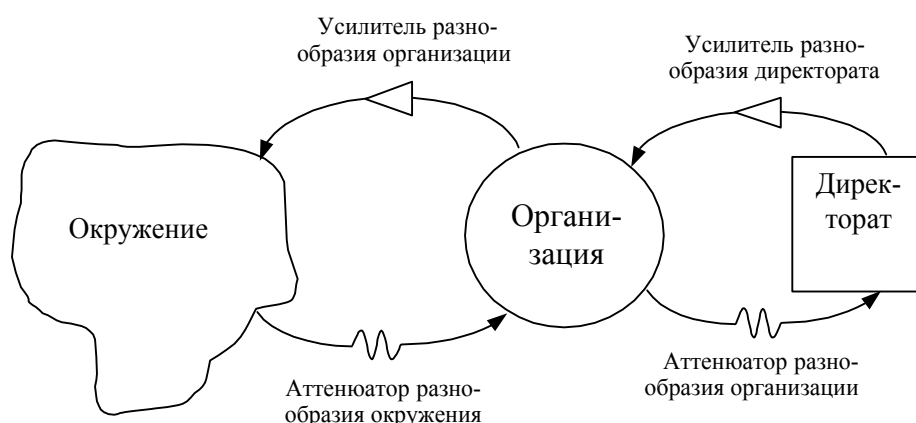 Усилитель разно-
образия организации
Усилитель разно-
образия директората
Окружение
Органи-
зация
Дирек-
торат
Аттенюатор разно-
образия окружения
Аттенюатор разно-
образия организации